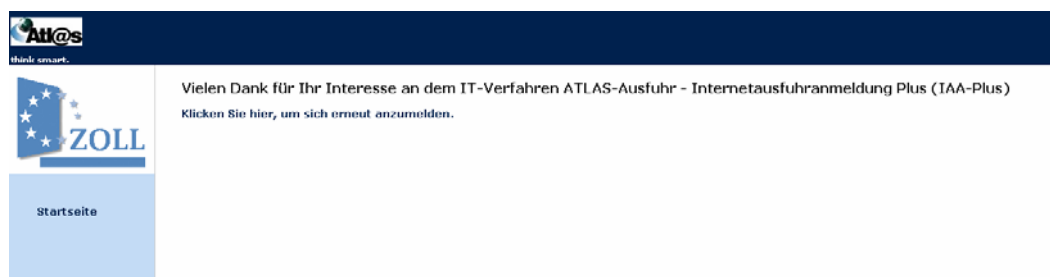 Atl@s
think smart.
ZOLL
Startseite
Vielen Dank für Ihr Interesse an dem IT-Verfahren ATLAS-Ausfuhr - Internetausfuhranmeldung Plus (IAA-Plus)
Klicken Sie hier, um sich erneut anzumelden.